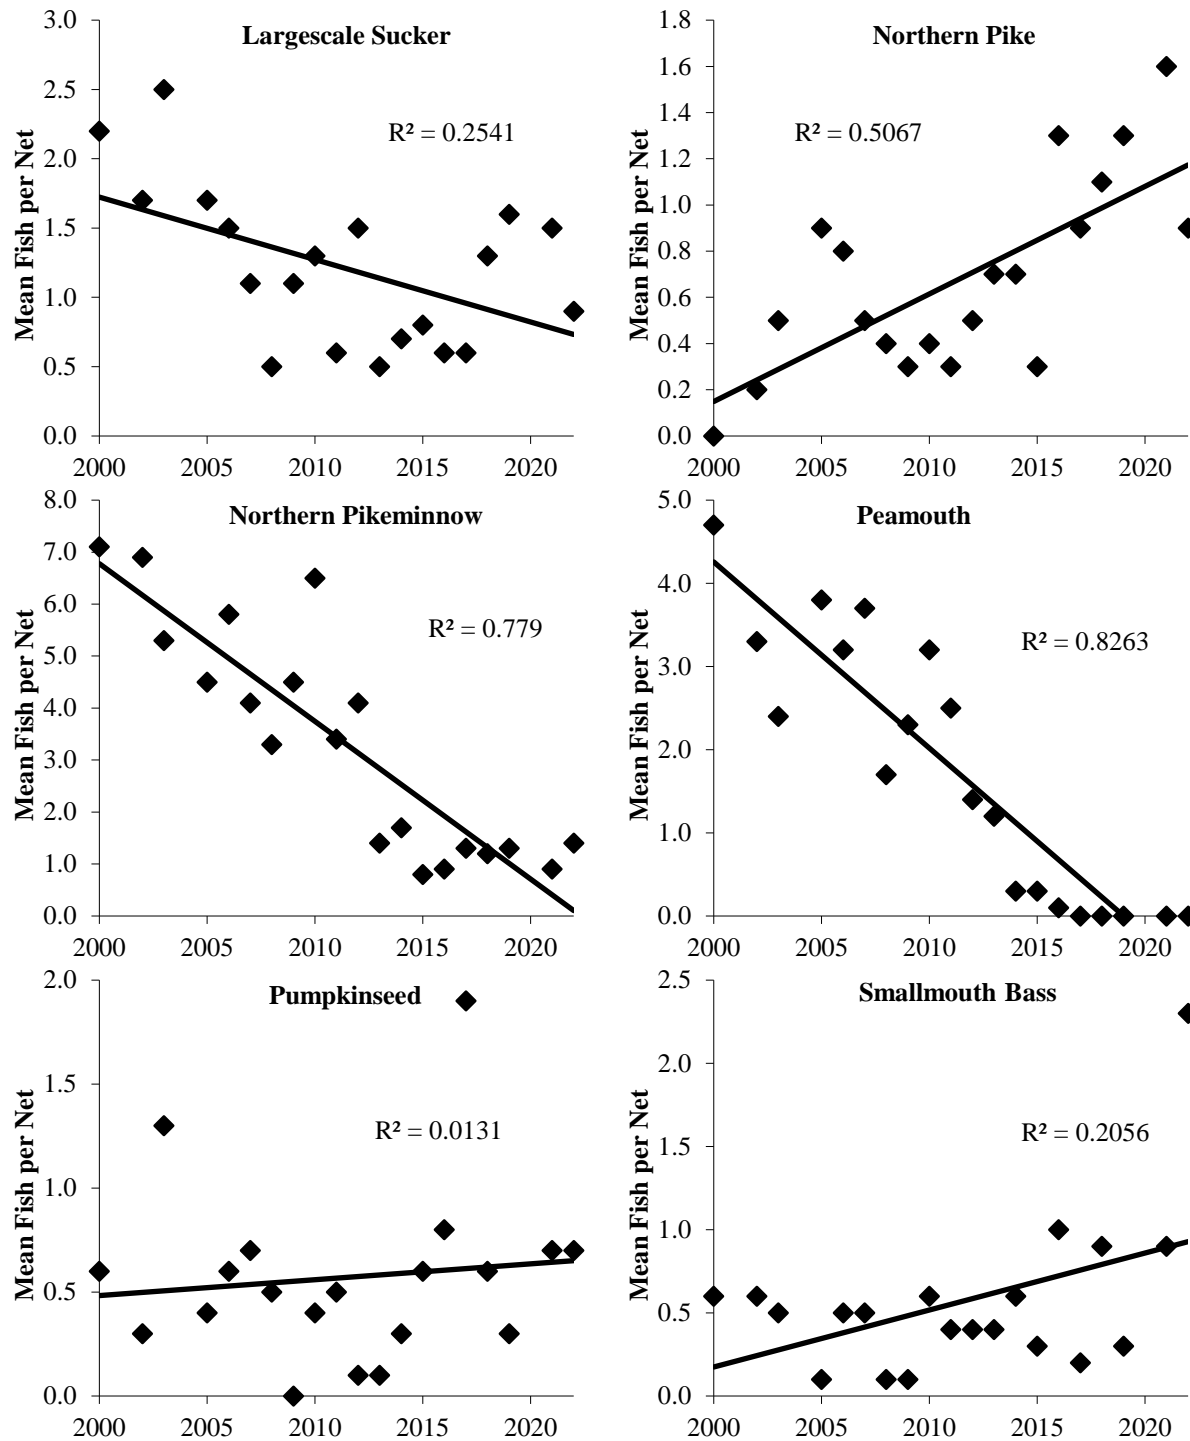 Largescale Sucker
Mean Fish per Net
3.0
2.5
2.0
1.5
1.0
0.5
0.0
R² = 0.2541
2000 2005 2010 2015 2020
Northern Pike
Mean Fish per Net
1.8
1.6
1.4
1.2
1.0
0.8
0.6
0.4
0.2
0.0
R² = 0.5067
2000 2005 2010 2015 2020
Northern Pikeminnow
Mean Fish per Net
8.0
7.0
6.0
5.0
4.0
3.0
2.0
1.0
0.0
R² = 0.779
2000 2005 2010 2015 2020
Peamouth
Mean Fish per Net
5.0
4.0
3.0
2.0
1.0
0.0
R² = 0.8263
2000 2005 2010 2015 2020
Pumpkinseed
Mean Fish per Net
2.0
1.5
1.0
0.5
0.0
R² = 0.0131
2000 2005 2010 2015 2020
Smallmouth Bass
Mean Fish per Net
2.5
2.0
1.5
1.0
0.5
0.0
R² = 0.2056
2000 2005 2010 2015 2020